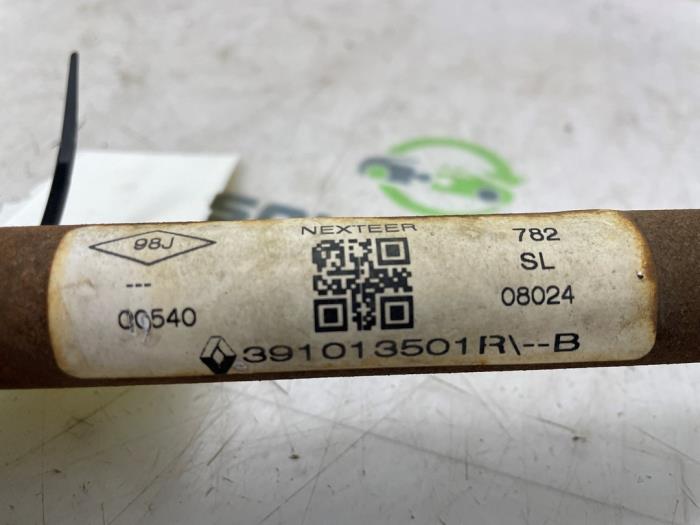 NEXTEER
98J
---
00540
782
SL
08024
391013501R\--B